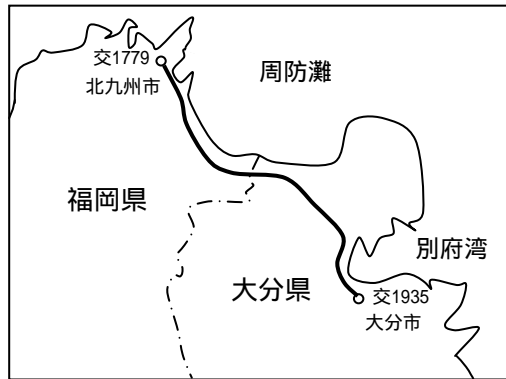 交1779
北九州市
周防灘
福岡県
別府湾
大分県
交1935
大分市